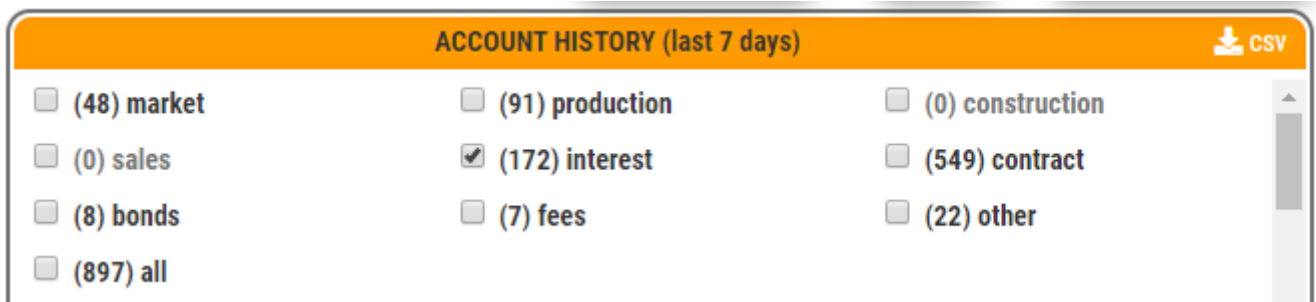 ACCOUNT HISTORY (last 7 days) CSV
(48) market (91) production (0) construction
(0) sales (172) interest (549) contract
(8) bonds (7) fees (22) other
(897) all